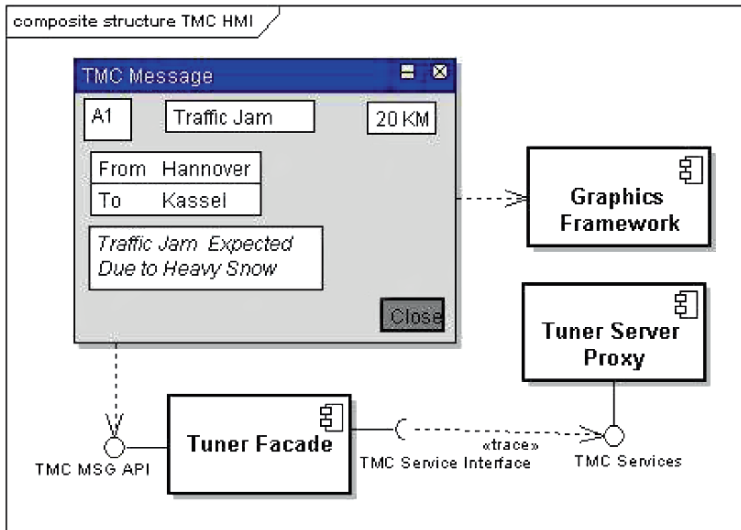 composite structure TMC HMI
TMC Message
A1 Traffic Jam 20 KM
From Hannover
To Kassel
Traffic Jam Expected
Due to Heavy Snow
Close
Graphics
Framework
Tuner Server
Proxy
Tuner Facade
TMC MSG API
«trace»
TMC Service Interface
TMC Services